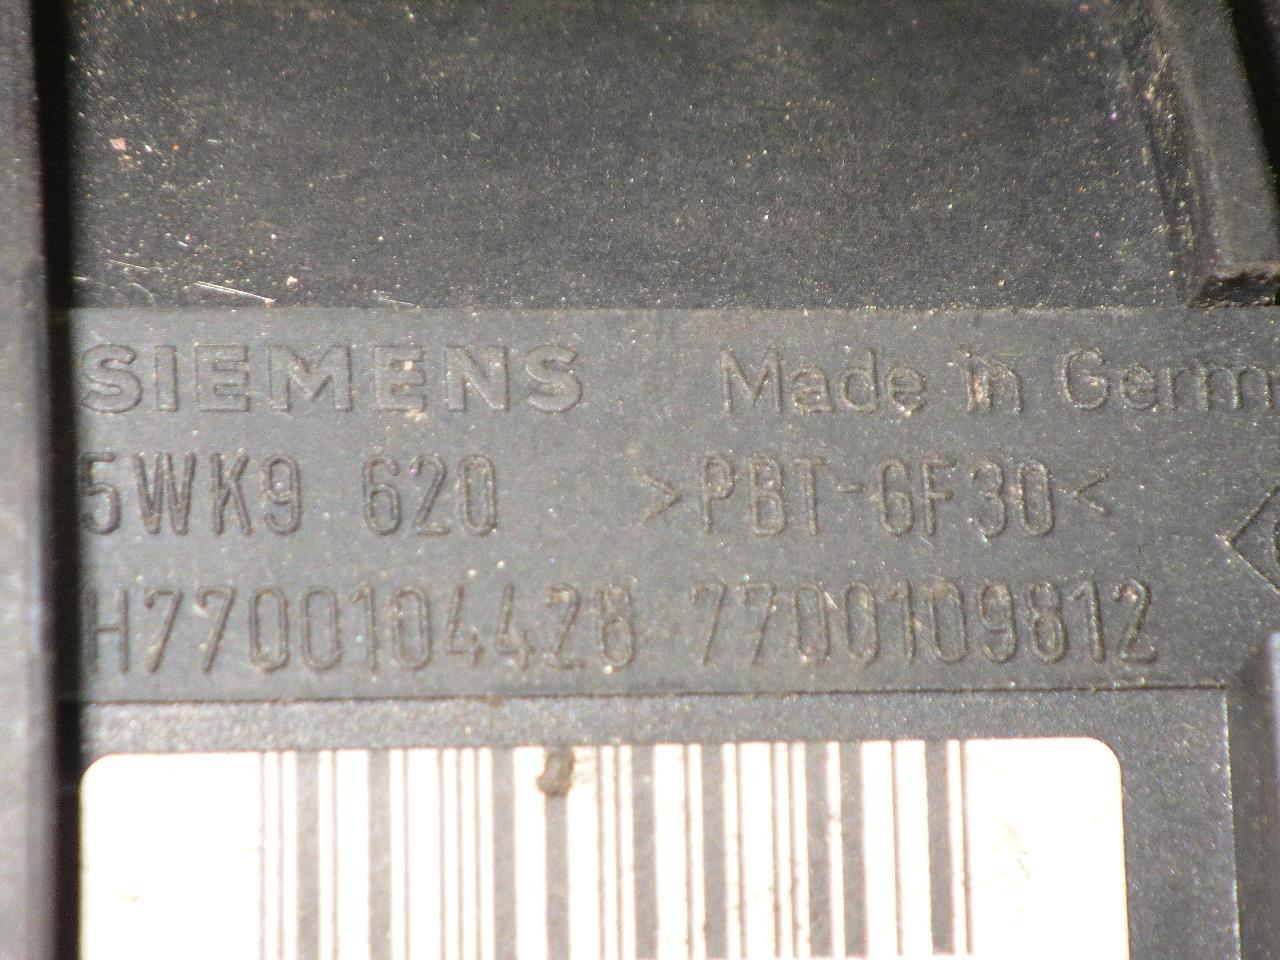 SIEMENS Made in Germ
5WK9 620 >PBT-GF30<
H7700104428 7700109812